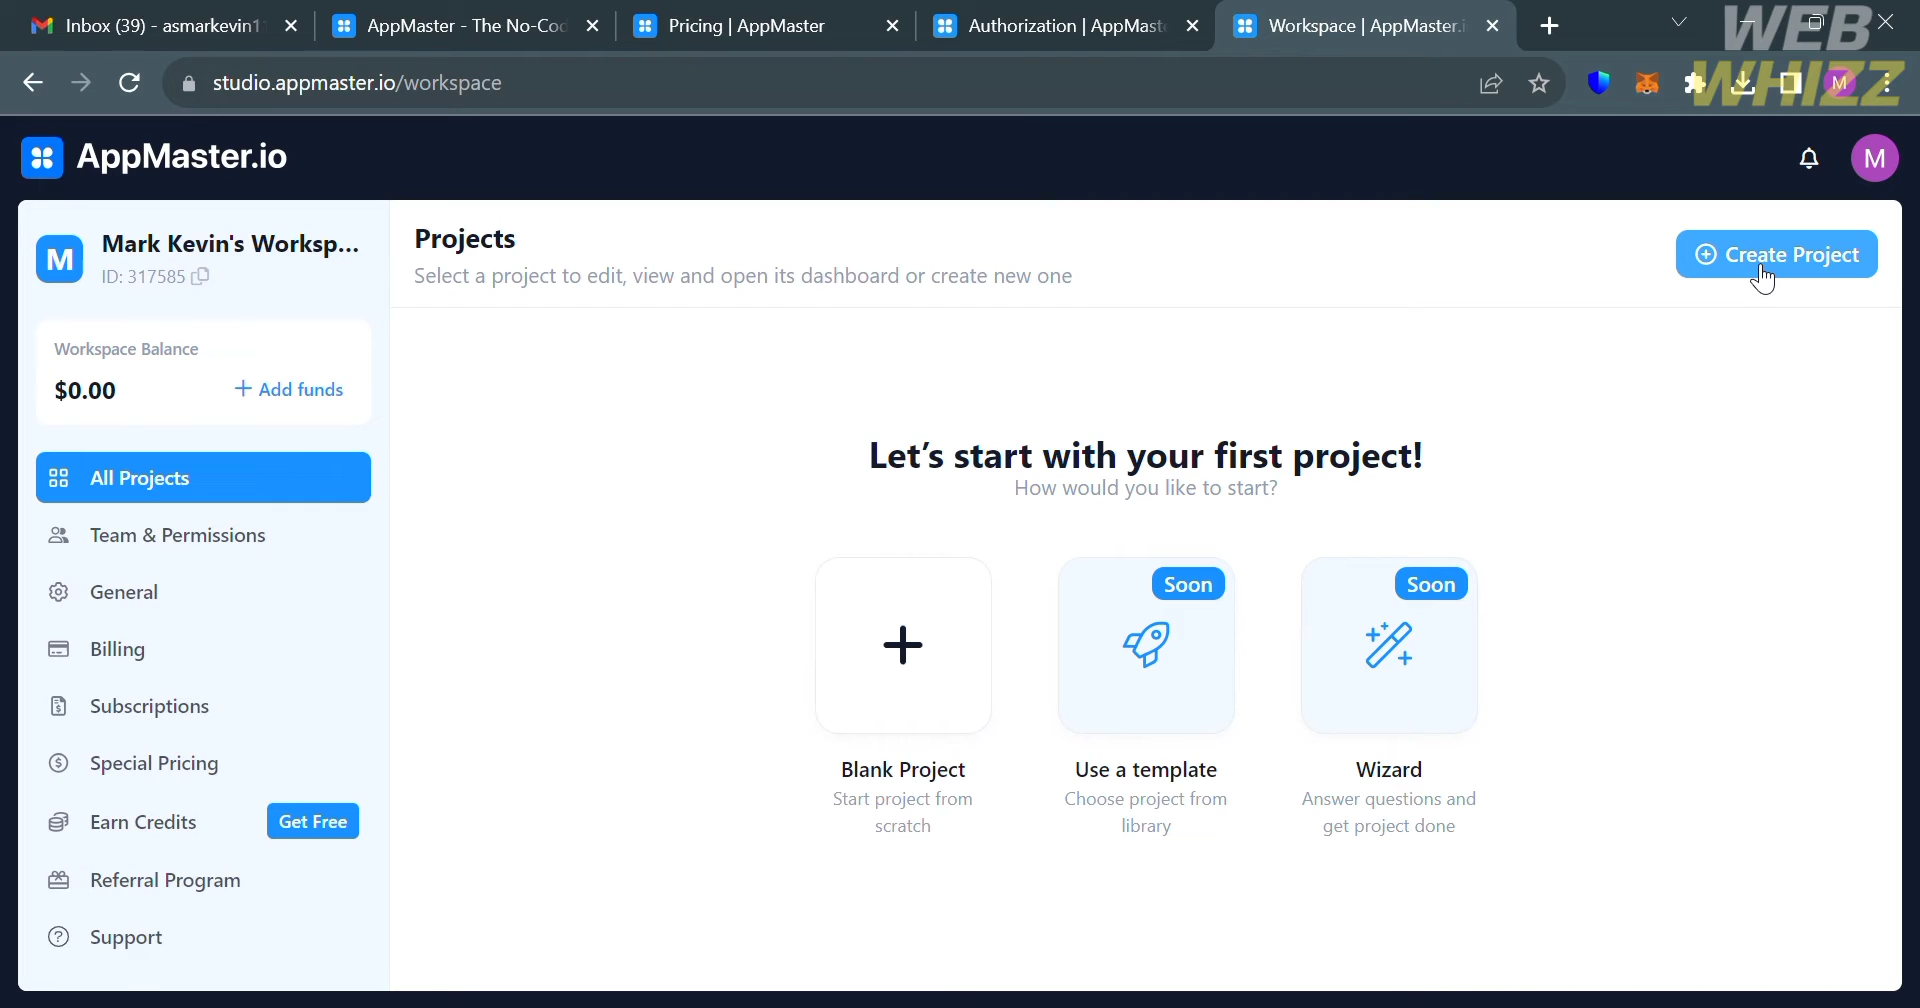 Inbox (39) - asmarkevin1
AppMaster - The No-Cod
Pricing | AppMaster
Authorization | AppMaste
Workspace | AppMaster.i
WEB
WHIZZ
studio.appmaster.io/workspace
M
AppMaster.io
M
M
Mark Kevin's Worksp...
ID: 317585
Projects
Select a project to edit, view and open its dashboard or create new one
Create Project
Workspace Balance
$0.00
+ Add funds
All Projects
Team & Permissions
General
Billing
Subscriptions
Special Pricing
Earn Credits
Get Free
Referral Program
Support
Let's start with your first project!
How would you like to start?
Soon
Soon
Blank Project
Start project from
scratch
Use a template
Choose project from
library
Wizard
Answer questions and
get project done